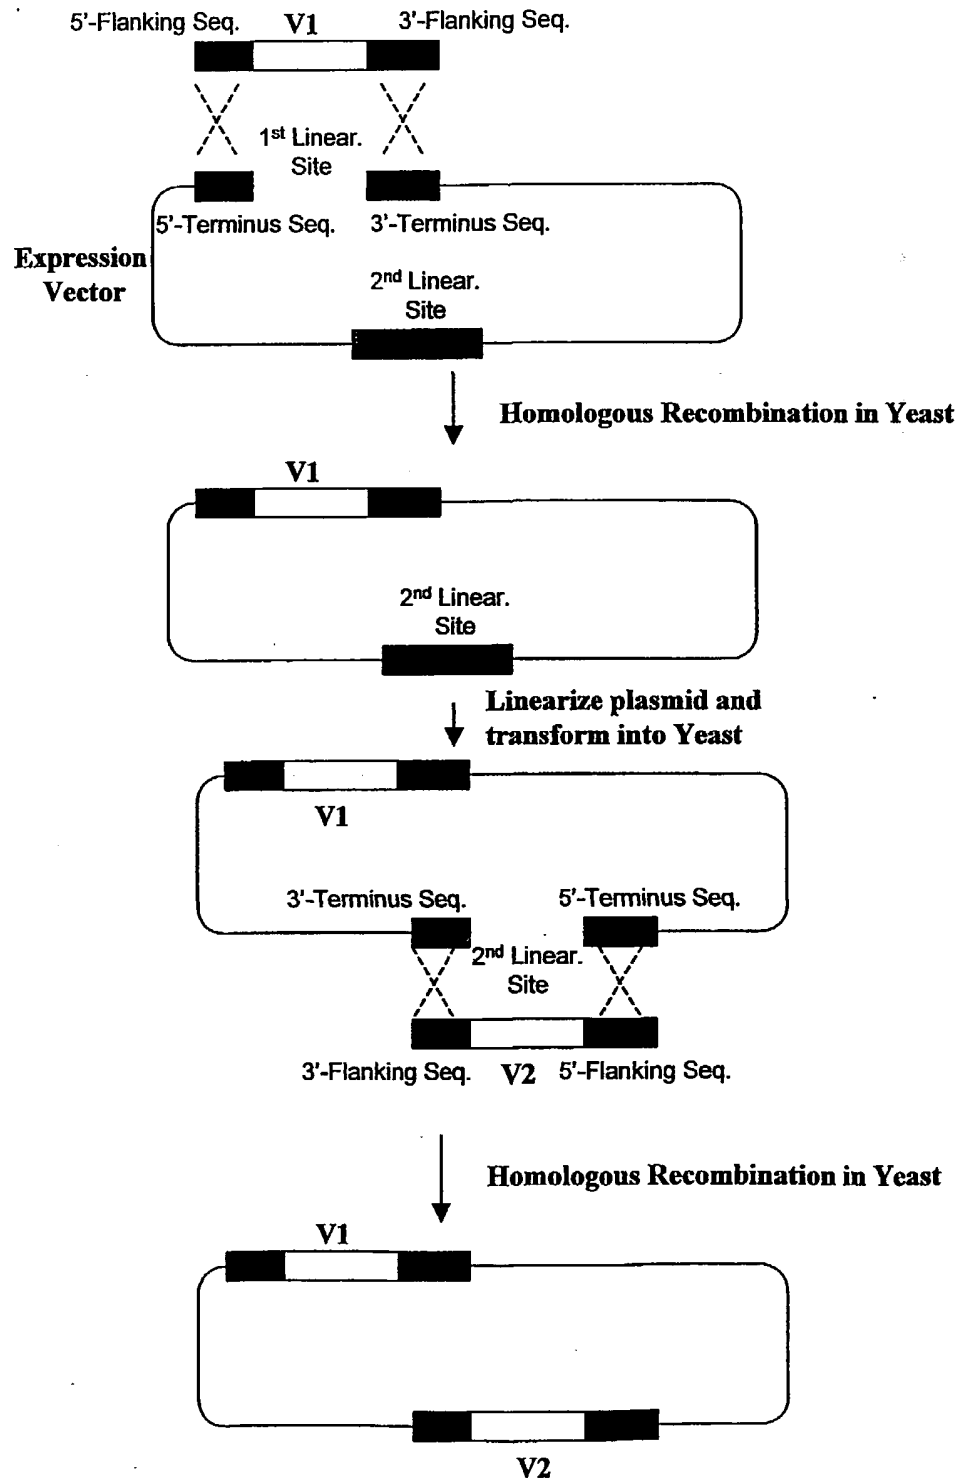 5'-Flanking Seq. V1 3'-Flanking Seq.
1st Linear.
Site
5'-Terminus Seq. 3'-Terminus Seq.
Expression
Vector
2nd Linear.
Site
Homologous Recombination in Yeast
V1
2nd Linear.
Site
Linearize plasmid and
transform into Yeast
V1
3'-Terminus Seq. 5'-Terminus Seq.
2nd Linear.
Site
3'-Flanking Seq. V2 5'-Flanking Seq.
Homologous Recombination in Yeast
V1
V2